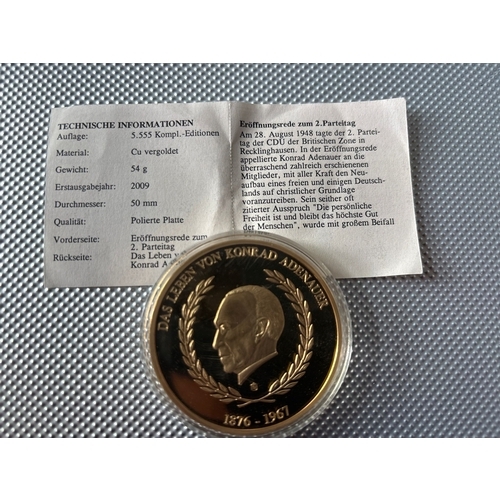 TECHNISCHE INFORMATIONEN
Auflage: 5.555 Kompl.-Editionen
Material: Cu vergoldet
Gewicht: 54 g
Erstausgabejahr: 2009
Durchmesser: 50 mm
Qualität: Polierte Platte
Vorderseite: Eröffnungsrede zum
2. Parteitag
Rückseite: Das Leben v
Konrad A
Eröffnungsrede zum 2.Parteitag
Am 28. August 1948 tagte der 2. Partei-
tag der CDU der Britischen Zone in
Recklinghausen. In der Eröffnungsrede
appellierte Konrad Adenauer an die
überraschend zahlreich erschienenen
Mitglieder, mit aller Kraft den Neu-
aufbau eines freien und einigen Deutsch-
lands auf christlicher Grundlage
voranzutreiben. Sein seither oft
zitierter Ausspruch "Die persönliche
Freiheit ist und bleibt das höchste Gut
der Menschen", wurde mit großem Beifall
DAS LEBEN VON KONRAD ADENAUER
1876 - 1967